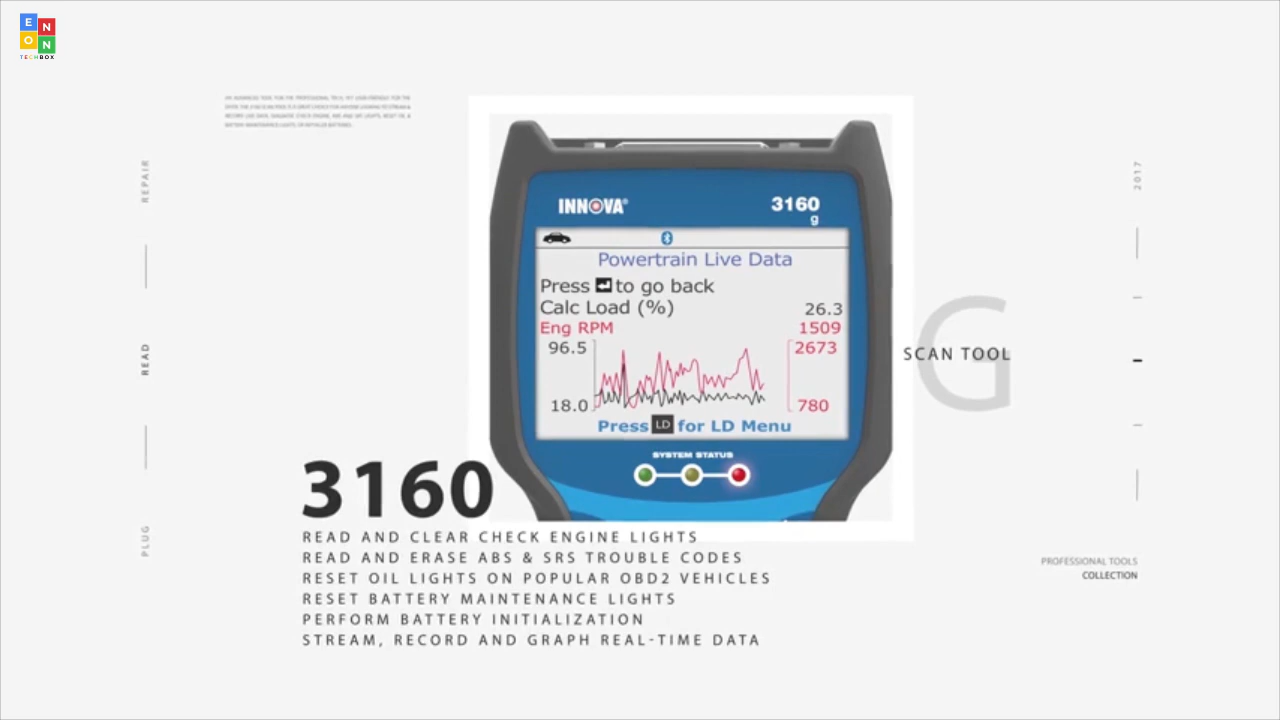 E N
O N
TECHBOX
REPAIR
READ
PLUG
INNOVA®
3160
g
Powertrain Live Data
Press to go back
Calc Load (%) 26.3
Eng RPM 1509
96.5 2673
18.0 780
Press LD for LD Menu
SYSTEM STATUS
G
SCAN TOOL
2017
3160
READ AND CLEAR CHECK ENGINE LIGHTS
READ AND ERASE ABS & SRS TROUBLE CODES
RESET OIL LIGHTS ON POPULAR OBD2 VEHICLES
RESET BATTERY MAINTENANCE LIGHTS
PERFORM BATTERY INITIALIZATION
STREAM, RECORD AND GRAPH REAL-TIME DATA
PROFESSIONAL TOOLS
COLLECTION